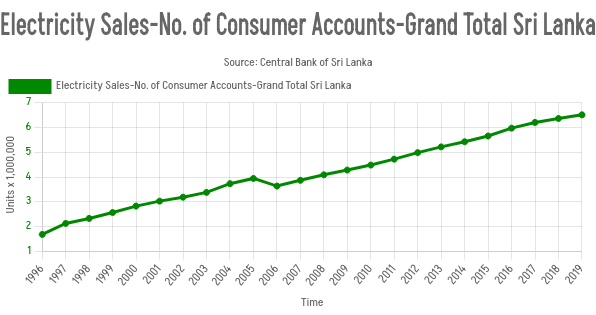 Electricity Sales-No. of Consumer Accounts-Grand Total Sri Lanka
Source: Central Bank of Sri Lanka
Electricity Sales-No. of Consumer Accounts-Grand Total Sri Lanka
Units x 1,000,000
7
6
5
4
3
2
1
1996 1997 1998 1999 2000 2001 2002 2003 2004 2005 2006 2007 2008 2009 2010 2011 2012 2013 2014 2015 2016 2017 2018 2019
Time